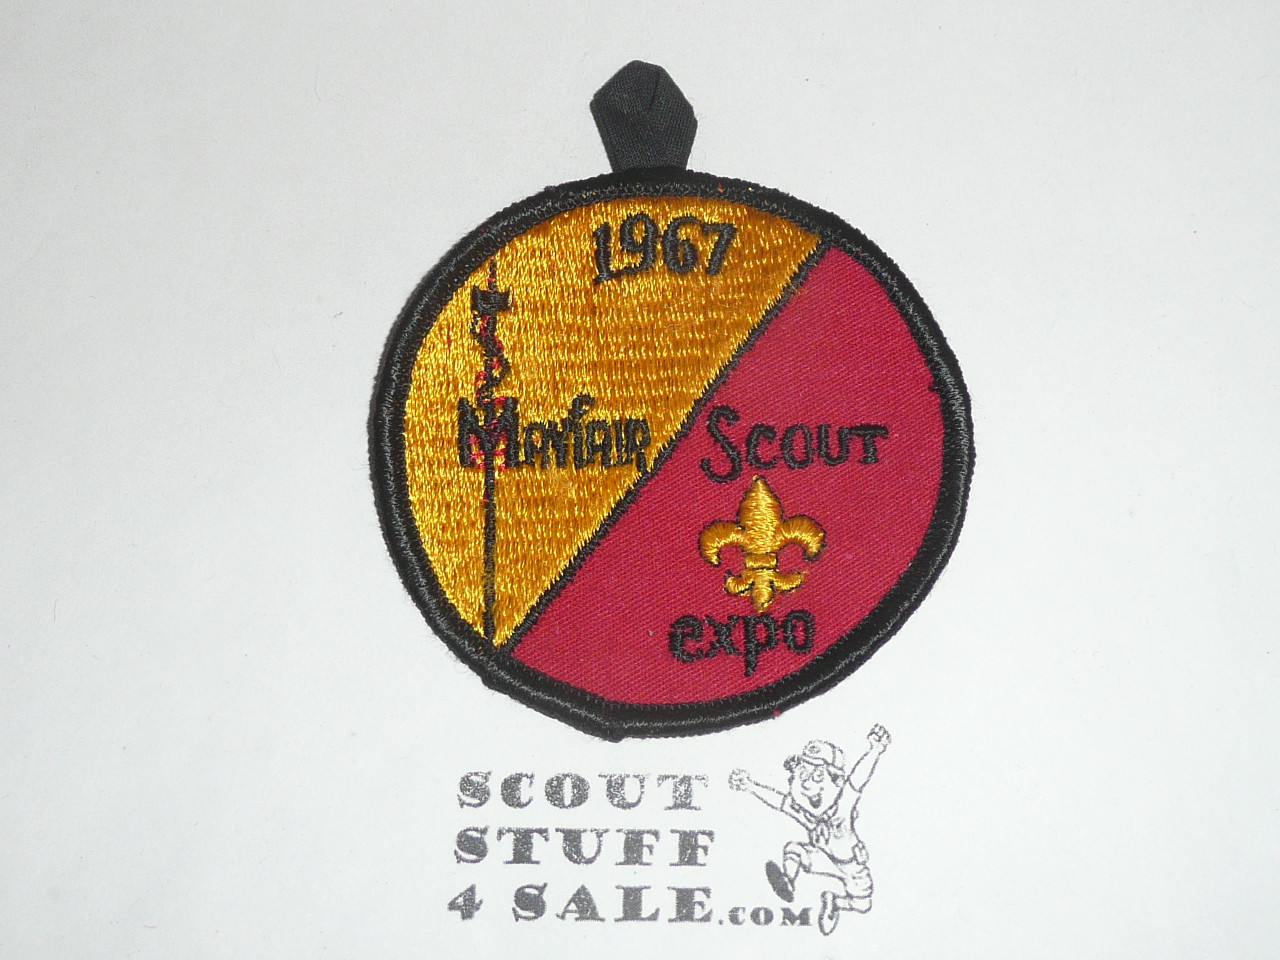 1967
Mayfair Scout
expo
SCOUT
STUFF
4 SALE.COM